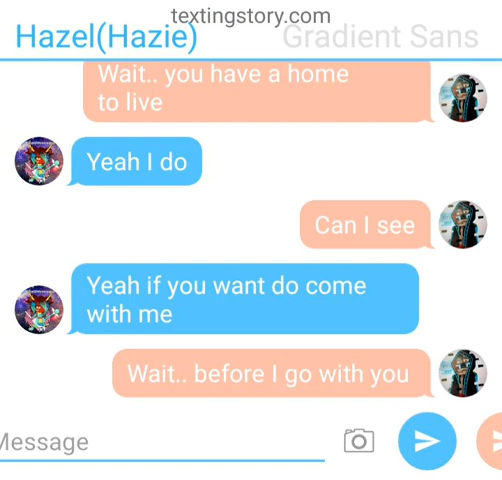 textingstory.com
Hazel(Hazie)
Gradient Sans
Wait.. you have a home
to live
Yeah I do
Can I see
Yeah if you want do come
with me
Wait.. before I go with you
Message